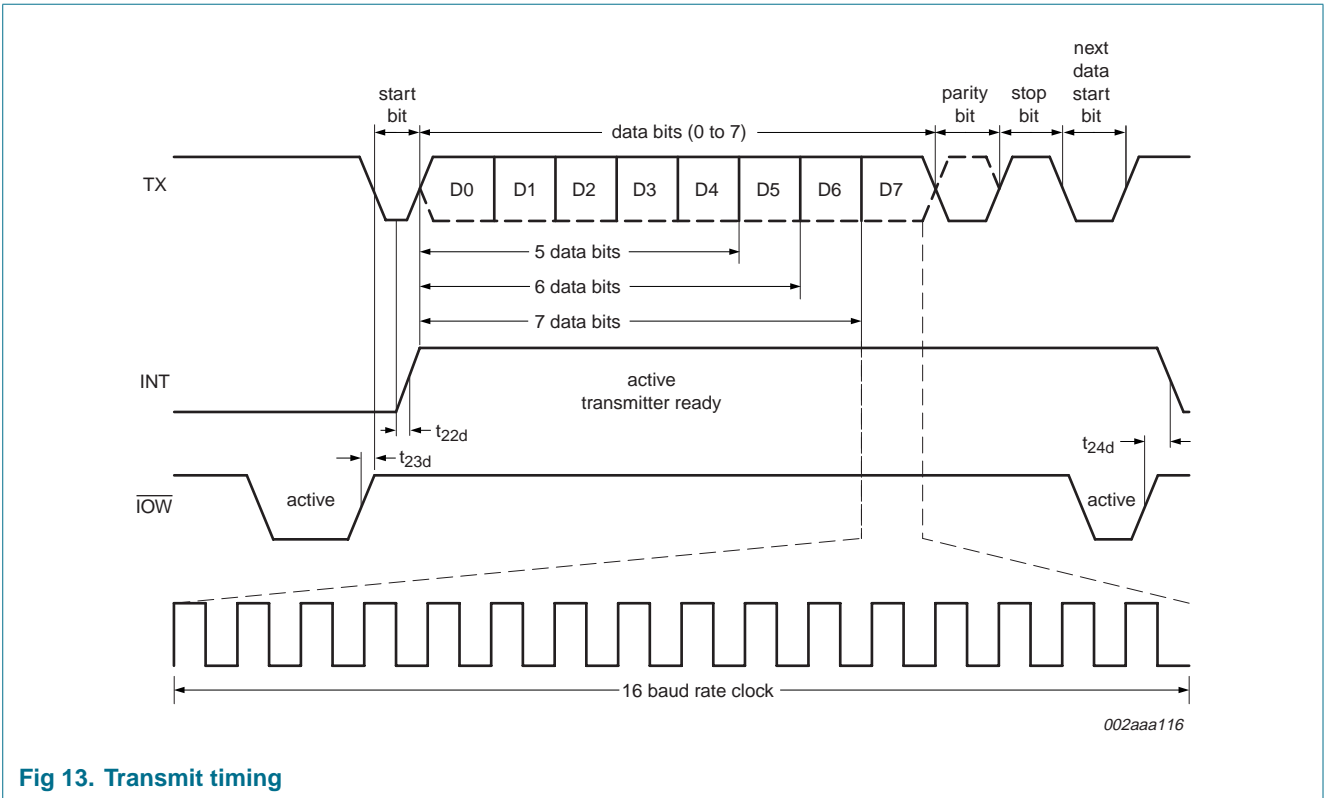 next
data
start
bit
start
bit
parity
bit
stop
bit
data bits (0 to 7)
TX
D0 D1 D2 D3 D4 D5 D6 D7
5 data bits
6 data bits
7 data bits
INT
active
transmitter ready
t22d
t23d
t24d
IOW
active
active
16 baud rate clock
002aaa116
Fig 13. Transmit timing